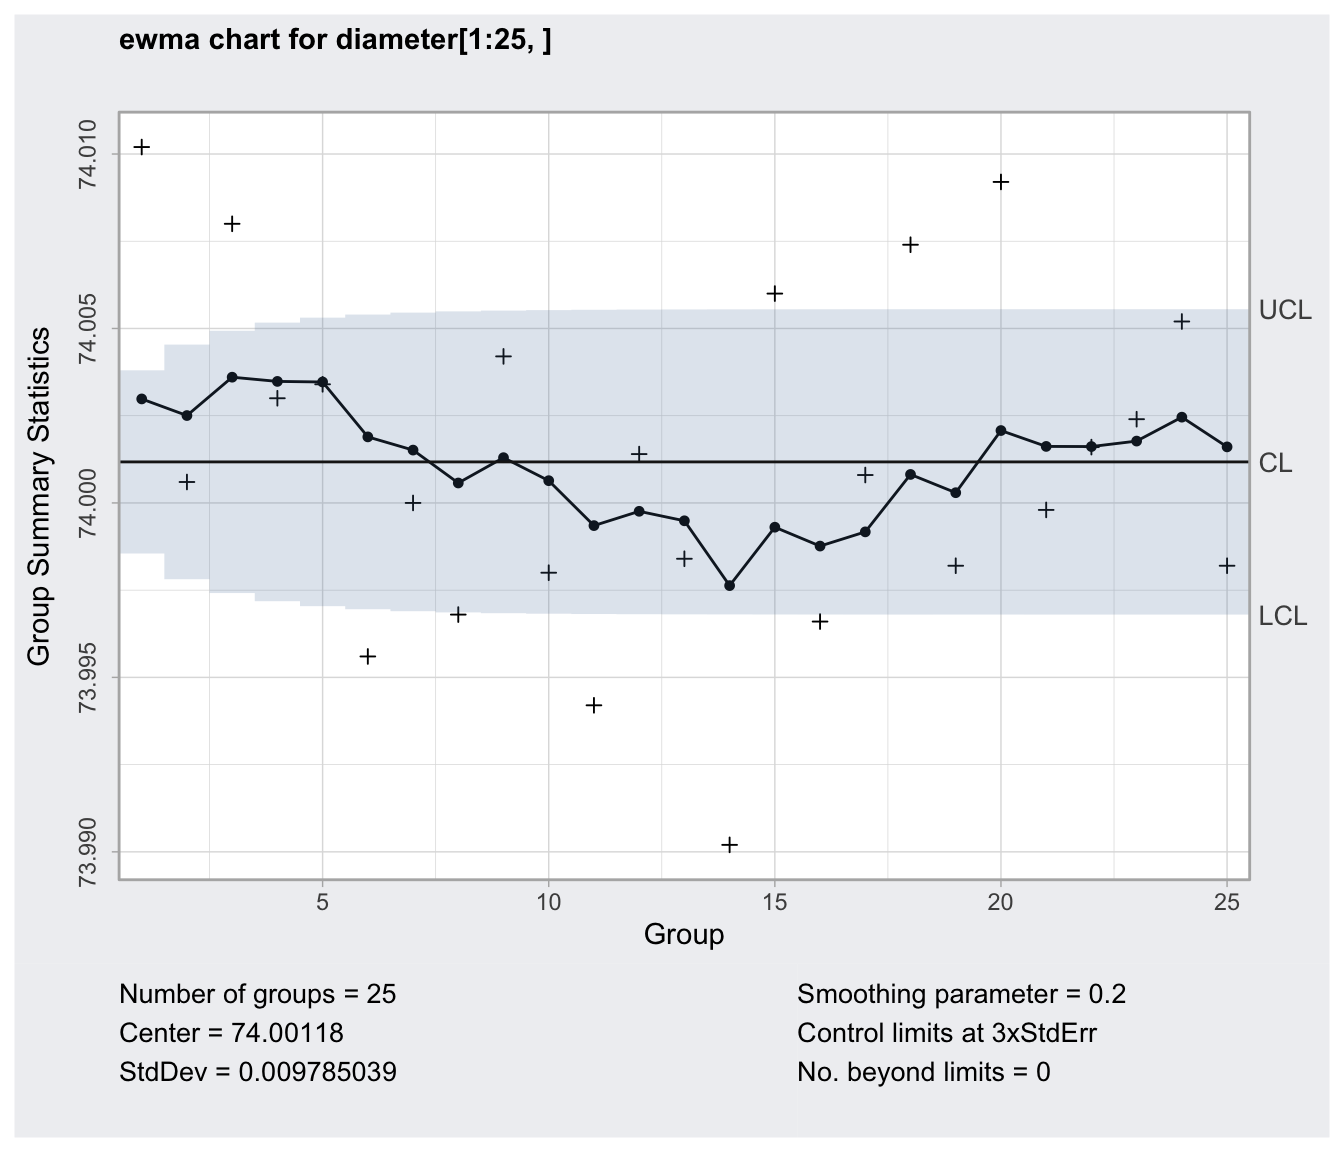 ewma chart for diameter[1:25, ]
Group Summary Statistics
74.010
74.005
74.000
73.995
73.990
UCL
CL
LCL
5 10 15 20 25
Group
Number of groups = 25
Center = 74.00118
StdDev = 0.009785039
Smoothing parameter = 0.2
Control limits at 3xStdErr
No. beyond limits = 0